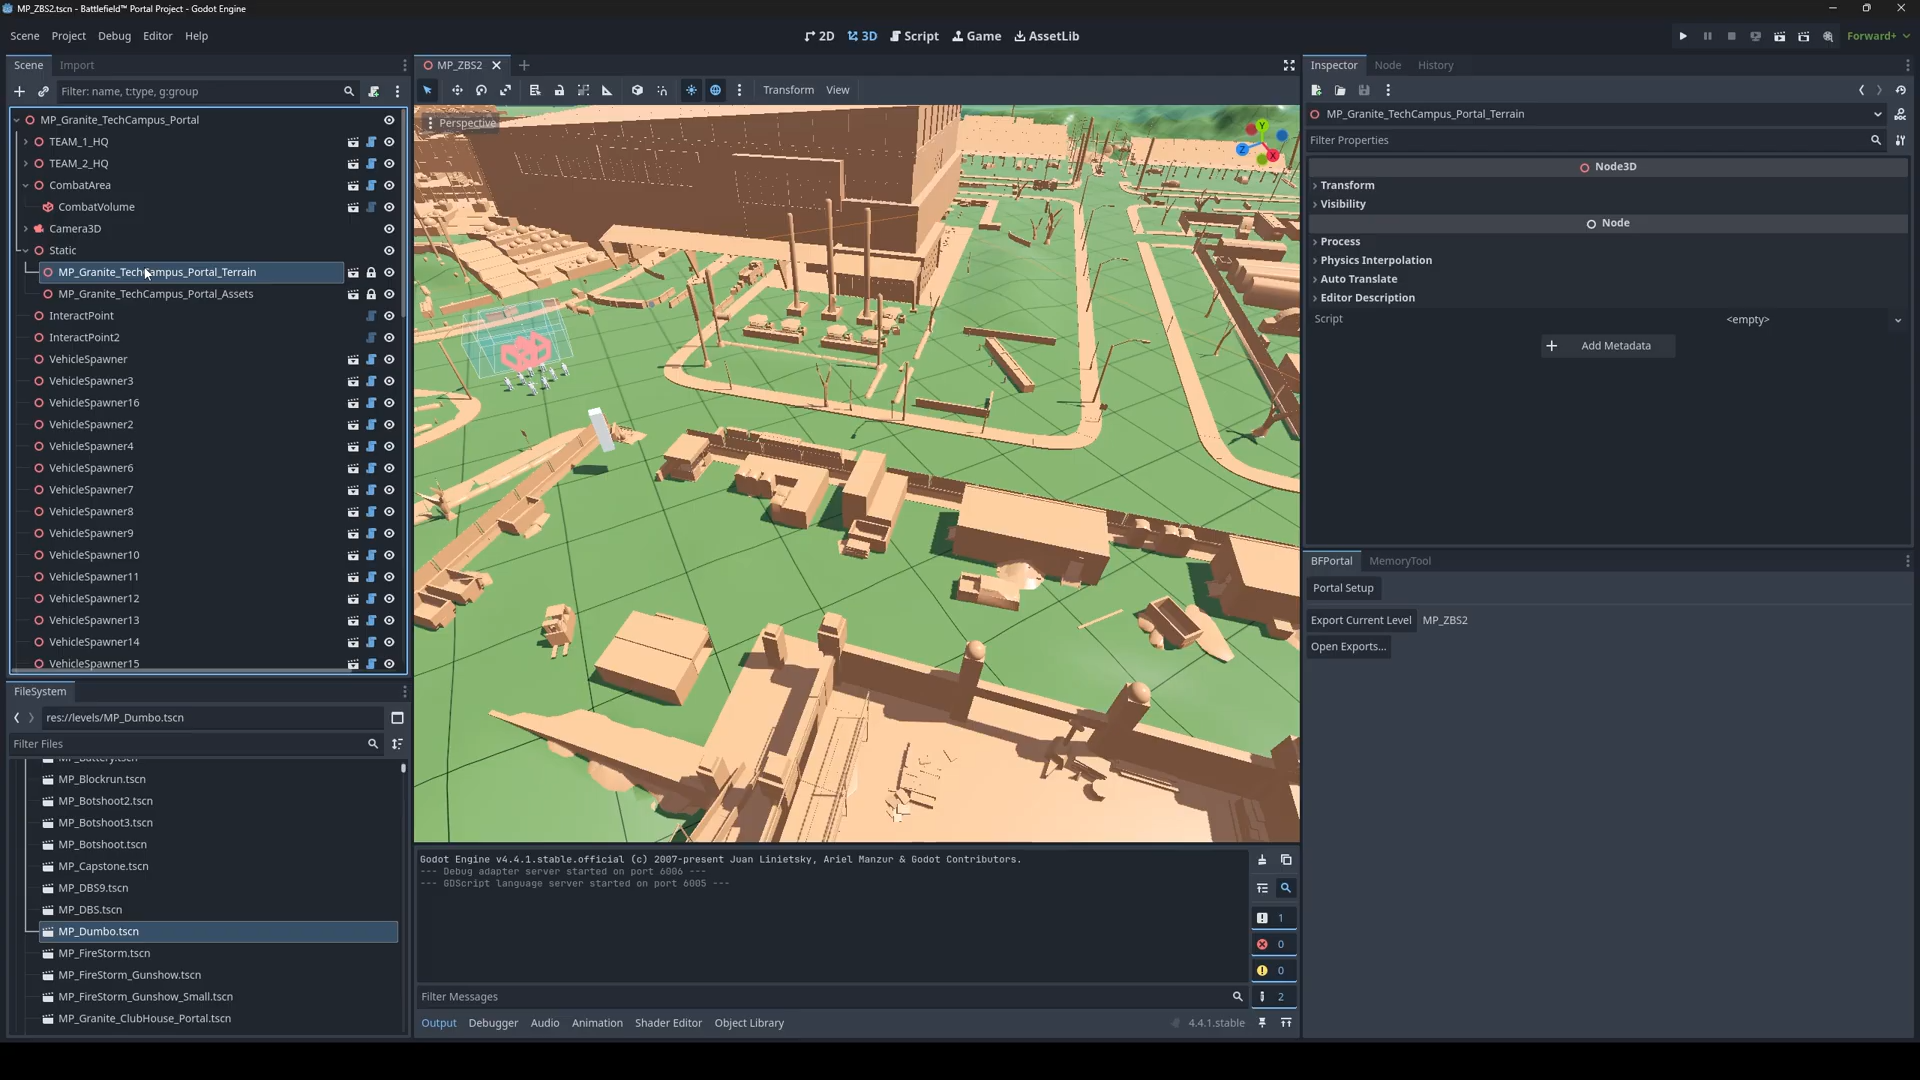 MP_ZBS2.tscn - Battlefield™ Portal Project - Godot Engine
Scene Project Debug Editor Help
2D 3D Script Game AssetLib
Forward+
Scene Import
Filter: name, t:type, g:group
MP_Granite_TechCampus_Portal
TEAM_1_HQ
TEAM_2_HQ
CombatArea
CombatVolume
Camera3D
Static
MP_Granite_TechCampus_Portal_Terrain
MP_Granite_TechCampus_Portal_Assets
InteractPoint
InteractPoint2
VehicleSpawner
VehicleSpawner3
VehicleSpawner16
VehicleSpawner2
VehicleSpawner4
VehicleSpawner6
VehicleSpawner7
VehicleSpawner8
VehicleSpawner9
VehicleSpawner10
VehicleSpawner11
VehicleSpawner12
VehicleSpawner13
VehicleSpawner14
VehicleSpawner15
FileSystem
res://levels/MP_Dumbo.tscn
Filter Files
MP_Battery.tscn
MP_Blockrun.tscn
MP_Botshoot2.tscn
MP_Botshoot3.tscn
MP_Botshoot.tscn
MP_Capstone.tscn
MP_DBS9.tscn
MP_DBS.tscn
MP_Dumbo.tscn
MP_FireStorm.tscn
MP_FireStorm_Gunshow.tscn
MP_FireStorm_Gunshow_Small.tscn
MP_Granite_ClubHouse_Portal.tscn
MP_ZBS2
Transform View
Perspective
Y
Z
X
Godot Engine v4.4.1.stable.official (c) 2007-present Juan Linietsky, Ariel Manzur & Godot Contributors.
--- Debug adapter server started on port 6006 ---
--- GDScript language server started on port 6005 ---
1
0
0
2
Filter Messages
Output Debugger Audio Animation Shader Editor Object Library
4.4.1.stable
Inspector Node History
MP_Granite_TechCampus_Portal_Terrain
Filter Properties
Node3D
Transform
Visibility
Node
Process
Physics Interpolation
Auto Translate
Editor Description
Script <empty>
Add Metadata
BFPortal MemoryTool
Portal Setup
Export Current Level MP_ZBS2
Open Exports...